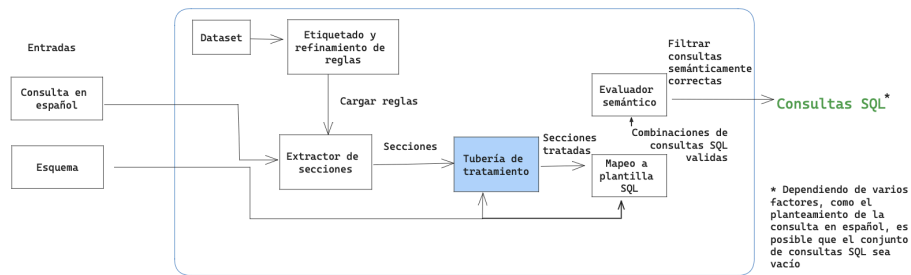 Entradas
Consulta en
español
Esquema
Dataset
Etiquetado y
refinamiento de
reglas
Cargar reglas
Extractor de
secciones
Secciones
Tubería de
tratamiento
Secciones
tratadas
Mapeo a
plantilla
SQL
Combinaciones de
consultas SQL
validas
Evaluador
semántico
Filtrar
consultas
semánticamente
correctas
Consultas SQL*
* Dependiendo de varios
factores, como el
planteamiento de la
consulta en español, es
posible que el conjunto
de consultas SQL sea
vacío